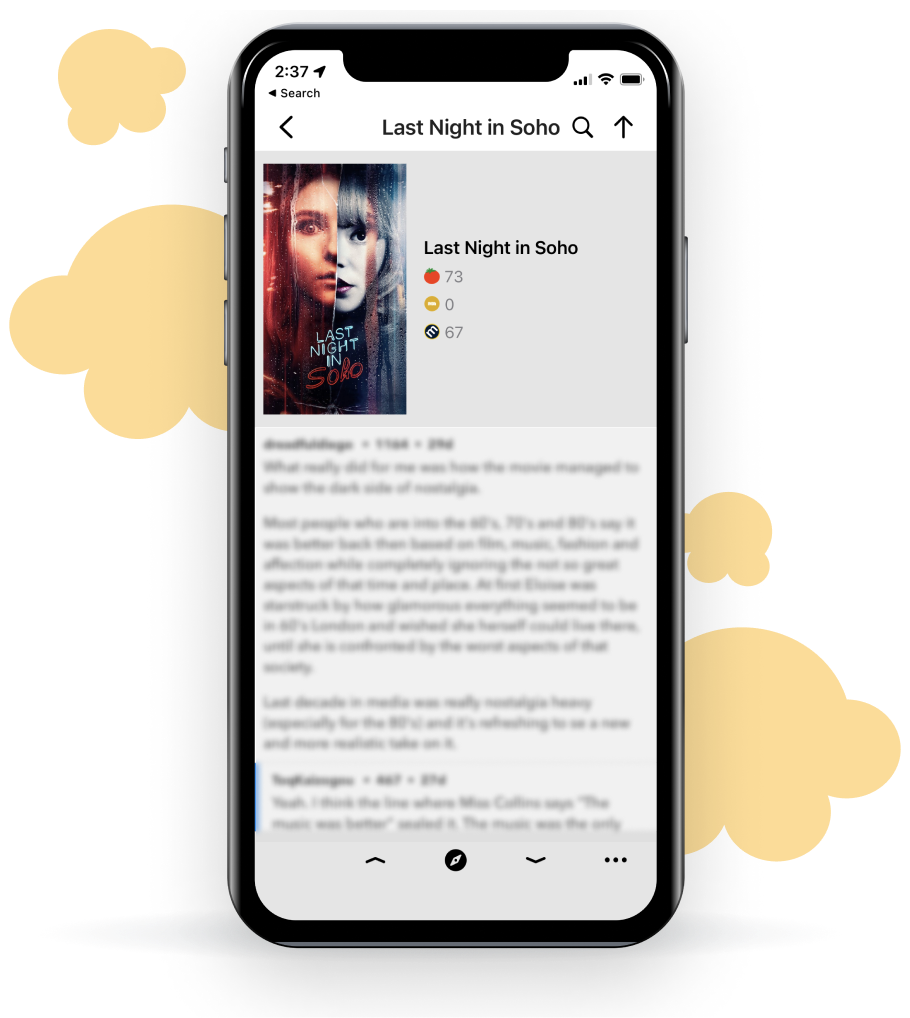 2:37
◀ Search
Last Night in Soho
LAST
NIGHT
IN
Soho
Last Night in Soho
73
0
67
• 1164 • 29d
What really did for me was how the movie managed to
show the dark side of nostalgia.
Most people who are into the 60's, 70's and 80's say it
was better back then based on film, music, fashion and
affection while completely ignoring the not so great
aspects of that time and place. At first Eloise was
starstruck by how glamorous everything seemed to be
in 60's London and wished she herself could live there,
until she is confronted by the worst aspects of that
society.
Last decade in media was really nostalgia heavy
(especially for the 80's) and it's refreshing to se a new
and more realistic take on it.
• 467 • 27d
Yeah. I think the line where Miss Collins says "The
music was better" sealed it. The music was the only